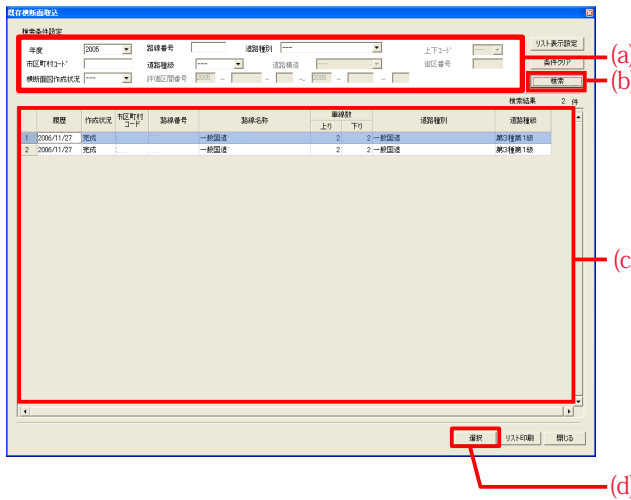 既存横断面取込
検索条件設定
年度 2005 路線番号 道路種別 ---- 上下コード ----
市区町村コード 道路種級 ---- 道路構造 ---- 省区番号
横断面図作成状況 ---- 評価区間番号 2005 - - ～ 2005 - -
リスト表示設定
条件クリア
検索
(a)
(b)
検索結果 2 件
履歴 作成状況 市区町村コード 路線番号 路線名称 車線数 上り 下り 道路種別 道路種級
1 2006/11/27 完成 一般国道 2 2 一般国道 第3種第1級
2 2006/11/27 完成 一般国道 2 2 一般国道 第3種第1級
(c
選択 リスト印刷 閉じる
(d)